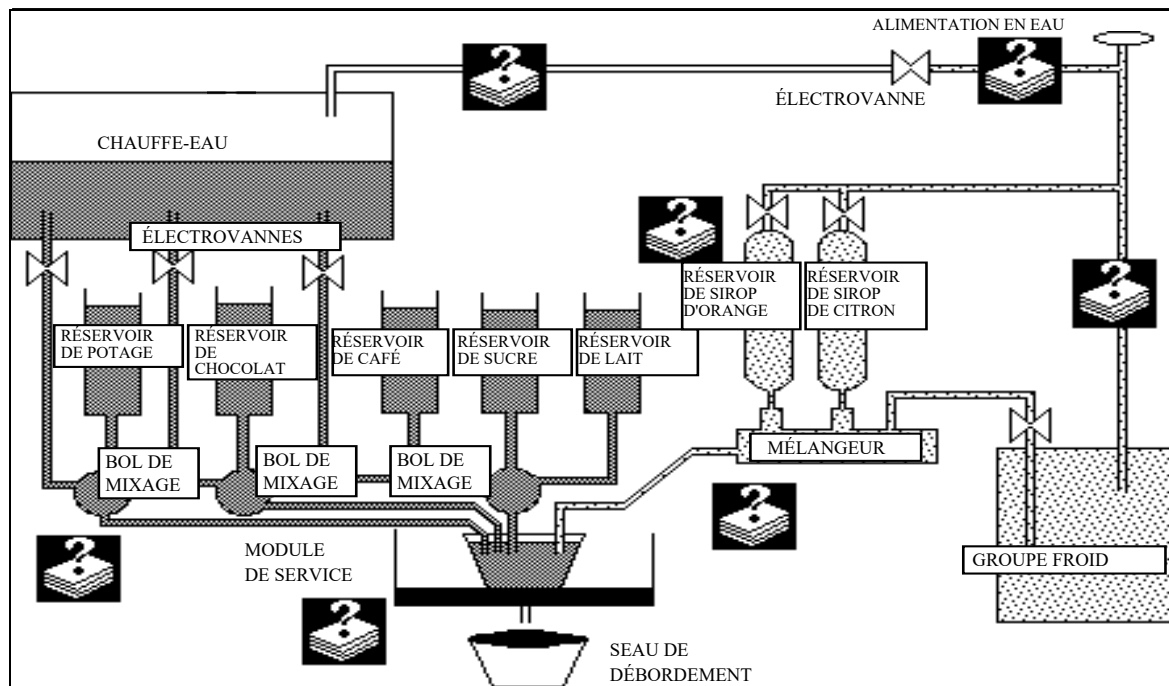 ALIMENTATION EN EAU
ÉLECTROVANNE
CHAUFFE-EAU
ÉLECTROVANNES
RÉSERVOIR
DE POTAGE
RÉSERVOIR
DE
CHOCOLAT
RÉSERVOIR
DE CAFÉ
RÉSERVOIR
DE SUCRE
RÉSERVOIR
DE LAIT
RÉSERVOIR
DE SIROP
D'ORANGE
RÉSERVOIR
DE SIROP
DE CITRON
BOL DE
MIXAGE
BOL DE
MIXAGE
BOL DE
MIXAGE
MÉLANGEUR
MODULE
DE SERVICE
GROUPE FROID
SEAU DE
DÉBORDEMENT
?
?
?
?
?
?
?